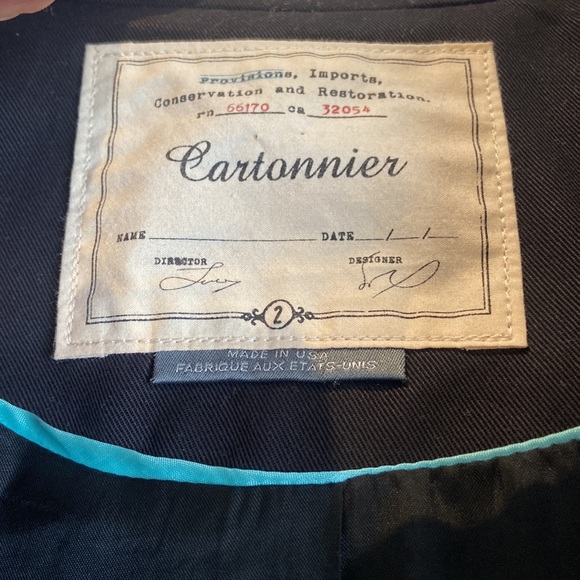 Provisions, Imports,
Conservation and Restoration.
rn 66170 ca 32054
Cartonnier
NAME DATE / /
DIRECTOR DESIGNER
2
MADE IN USA
FABRIQUE AUX ETATS-UNIS